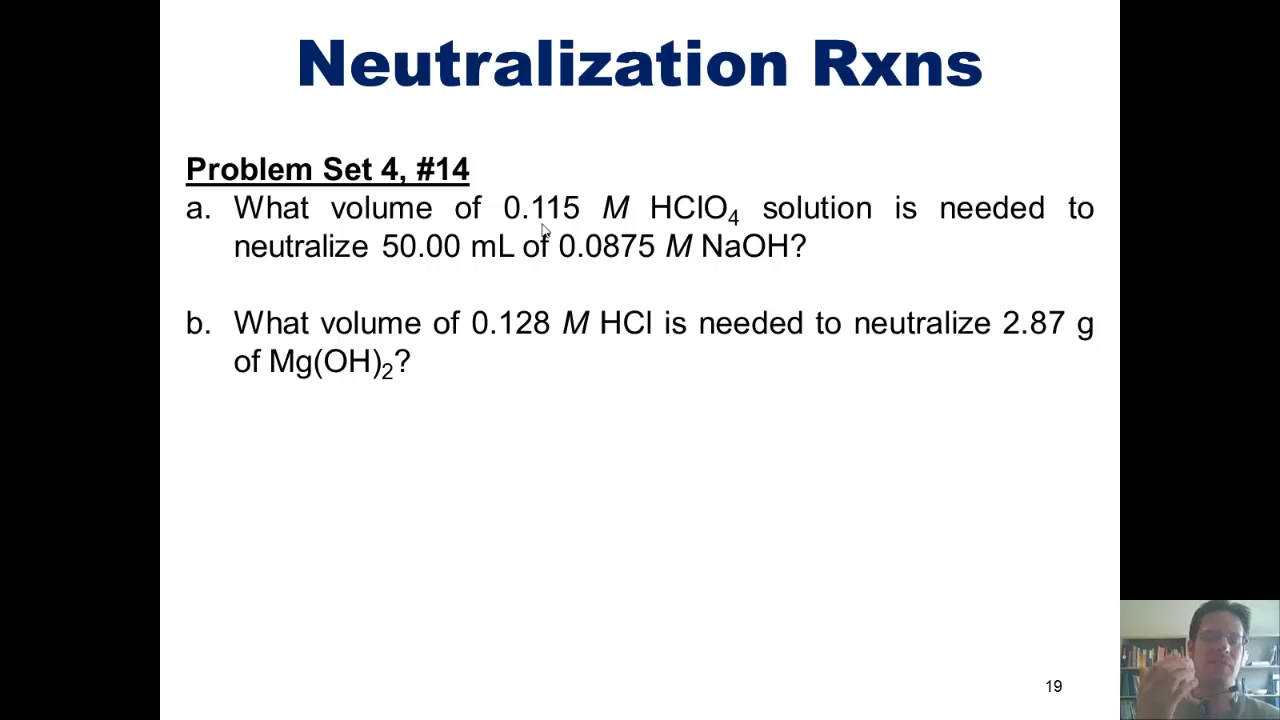 Neutralization Rxns
Problem Set 4, #14
a. What volume of 0.115 M HClO₄ solution is needed to
neutralize 50.00 mL of 0.0875 M NaOH?
b. What volume of 0.128 M HCl is needed to neutralize 2.87 g
of Mg(OH)₂?
19